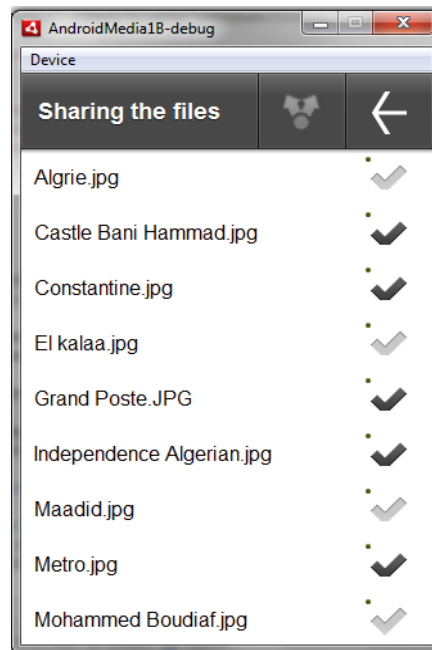 AndroidMedia1B-debug
Device
Sharing the files
Algrie.jpg
Castle Bani Hammad.jpg
Constantine.jpg
El kalaa.jpg
Grand Poste.JPG
Independence Algerian.jpg
Maadid.jpg
Metro.jpg
Mohammed Boudiaf.jpg